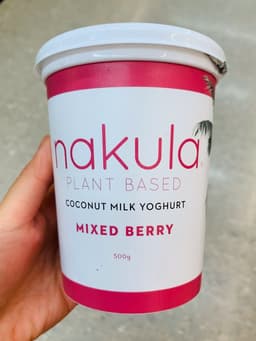 nakula
PLANT BASED
COCONUT MILK YOGHURT
MIXED BERRY
500g